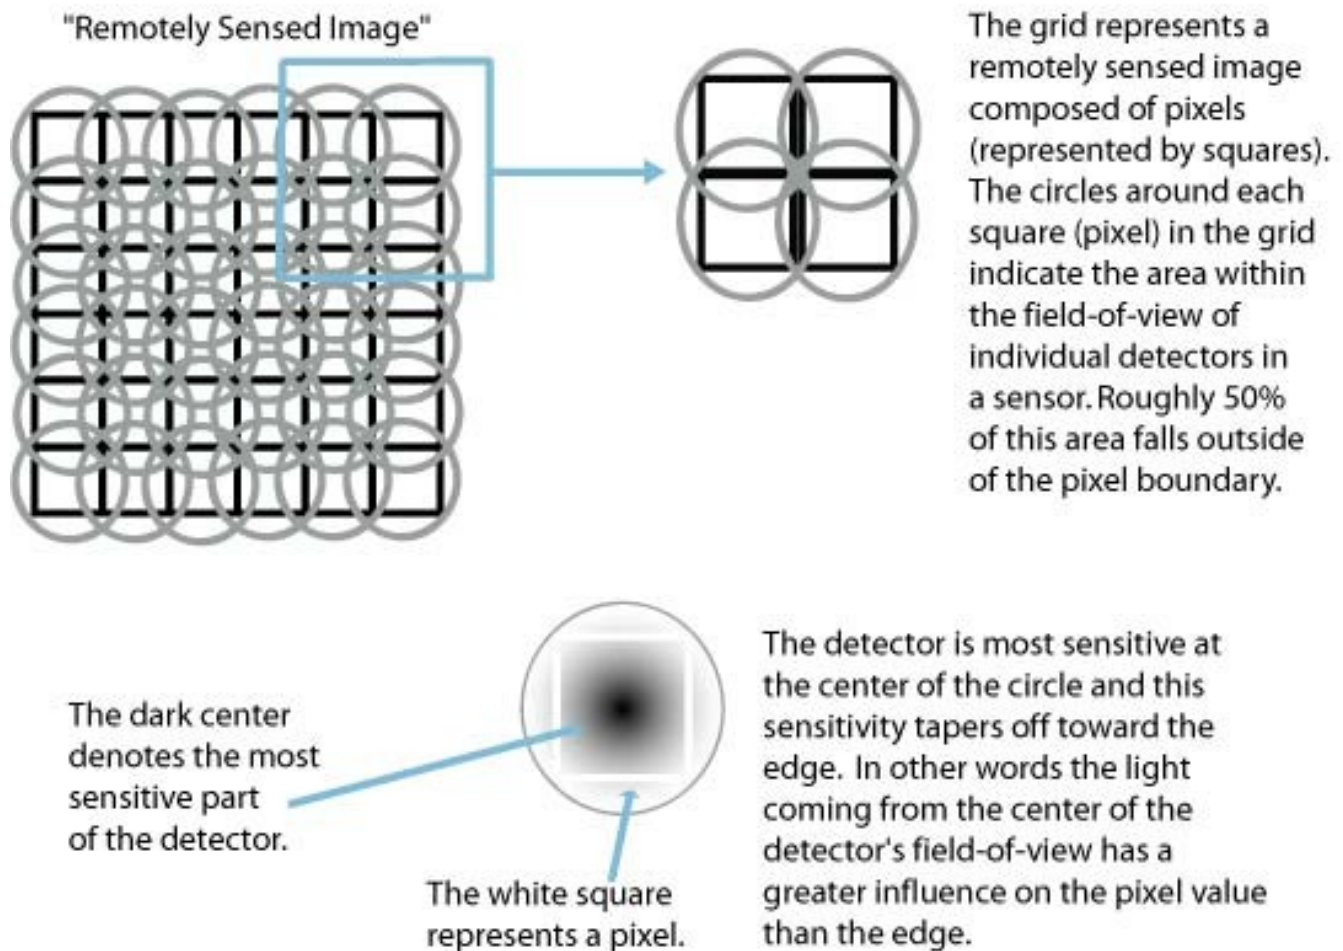 "Remotely Sensed Image"
The grid represents a
remotely sensed image
composed of pixels
(represented by squares).
The circles around each
square (pixel) in the grid
indicate the area within
the field-of-view of
individual detectors in
a sensor. Roughly 50%
of this area falls outside
of the pixel boundary.
The dark center
denotes the most
sensitive part
of the detector.
The white square
represents a pixel.
The detector is most sensitive at
the center of the circle and this
sensitivity tapers off toward the
edge. In other words the light
coming from the center of the
detector's field-of-view has a
greater influence on the pixel value
than the edge.